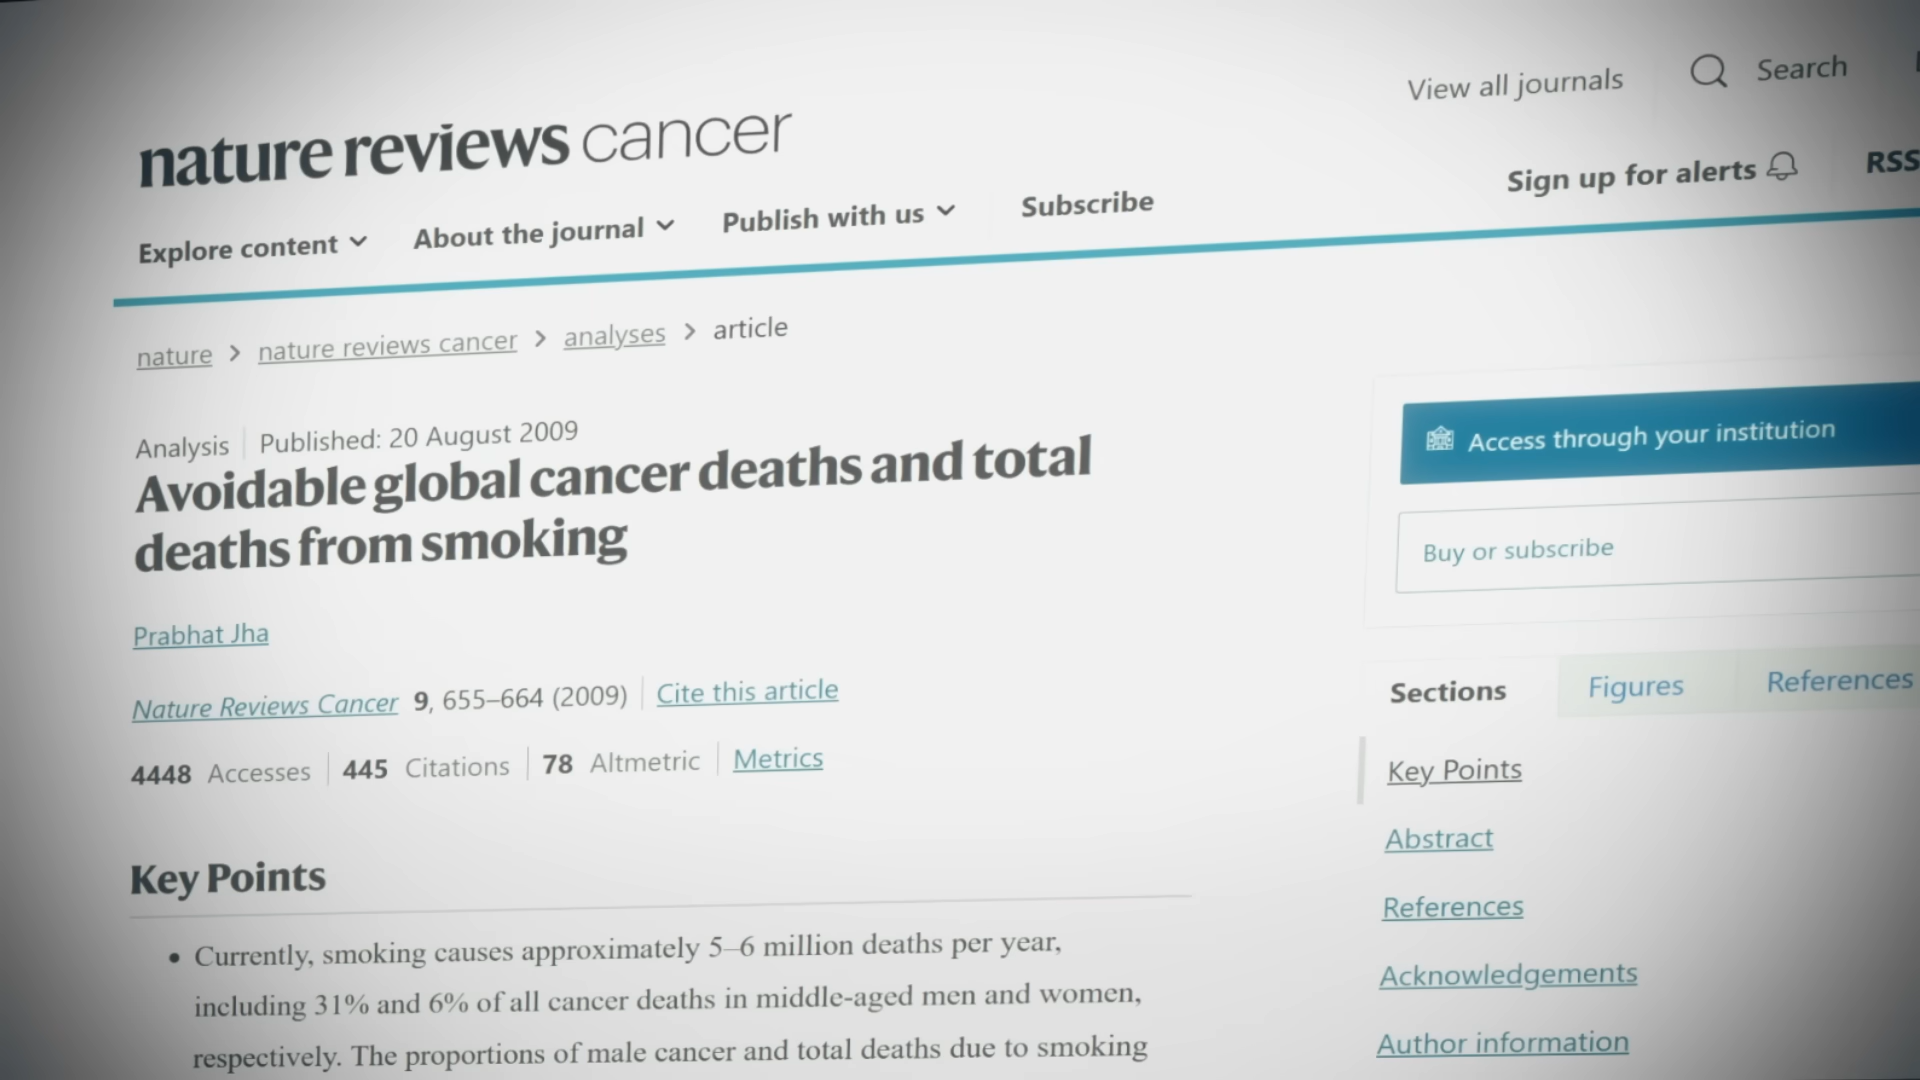 View all journals
Search
nature reviews cancer
Sign up for alerts
RSS
Explore content
About the journal
Publish with us
Subscribe
nature > nature reviews cancer > analyses > article
Analysis
Published: 20 August 2009
Avoidable global cancer deaths and total
deaths from smoking
Prabhat Jha
Nature Reviews Cancer 9, 655–664 (2009)
Cite this article
4448 Accesses
445 Citations
78 Altmetric
Metrics
Key Points
• Currently, smoking causes approximately 5–6 million deaths per year,
including 31% and 6% of all cancer deaths in middle-aged men and women,
respectively. The proportions of male cancer and total deaths due to smoking
Access through your institution
Buy or subscribe
Sections
Figures
References
Key Points
Abstract
References
Acknowledgements
Author information